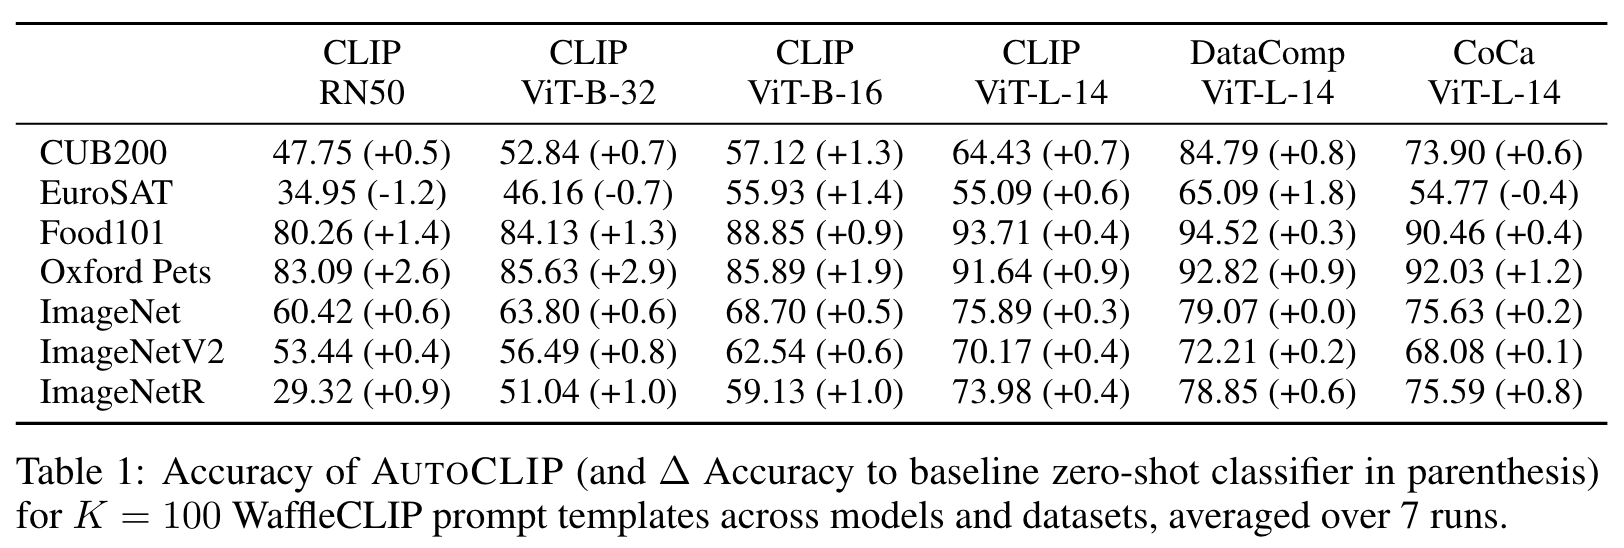 CLIP CLIP CLIP CLIP DataComp CoCa
RN50 ViT-B-32 ViT-B-16 ViT-L-14 ViT-L-14 ViT-L-14
CUB200 47.75 (+0.5) 52.84 (+0.7) 57.12 (+1.3) 64.43 (+0.7) 84.79 (+0.8) 73.90 (+0.6)
EuroSAT 34.95 (-1.2) 46.16 (-0.7) 55.93 (+1.4) 55.09 (+0.6) 65.09 (+1.8) 54.77 (-0.4)
Food101 80.26 (+1.4) 84.13 (+1.3) 88.85 (+0.9) 93.71 (+0.4) 94.52 (+0.3) 90.46 (+0.4)
Oxford Pets 83.09 (+2.6) 85.63 (+2.9) 85.89 (+1.9) 91.64 (+0.9) 92.82 (+0.9) 92.03 (+1.2)
ImageNet 60.42 (+0.6) 63.80 (+0.6) 68.70 (+0.5) 75.89 (+0.3) 79.07 (+0.0) 75.63 (+0.2)
ImageNetV2 53.44 (+0.4) 56.49 (+0.8) 62.54 (+0.6) 70.17 (+0.4) 72.21 (+0.2) 68.08 (+0.1)
ImageNetR 29.32 (+0.9) 51.04 (+1.0) 59.13 (+1.0) 73.98 (+0.4) 78.85 (+0.6) 75.59 (+0.8)
Table 1: Accuracy of AUTOCLIP (and Δ Accuracy to baseline zero-shot classifier in parenthesis)
for K = 100 WaffleCLIP prompt templates across models and datasets, averaged over 7 runs.